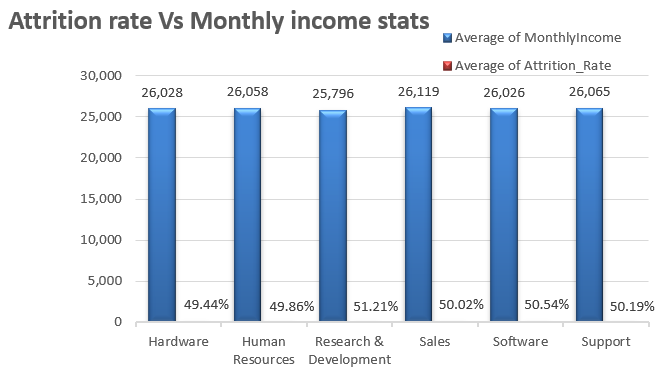 Attrition rate Vs Monthly income stats
Average of MonthlyIncome
Average of Attrition_Rate
30,000
25,000
20,000
15,000
10,000
5,000
0
26,028
26,058
25,796
26,119
26,026
26,065
49.44%
49.86%
51.21%
50.02%
50.54%
50.19%
Hardware
Human
Resources
Research &
Development
Sales
Software
Support